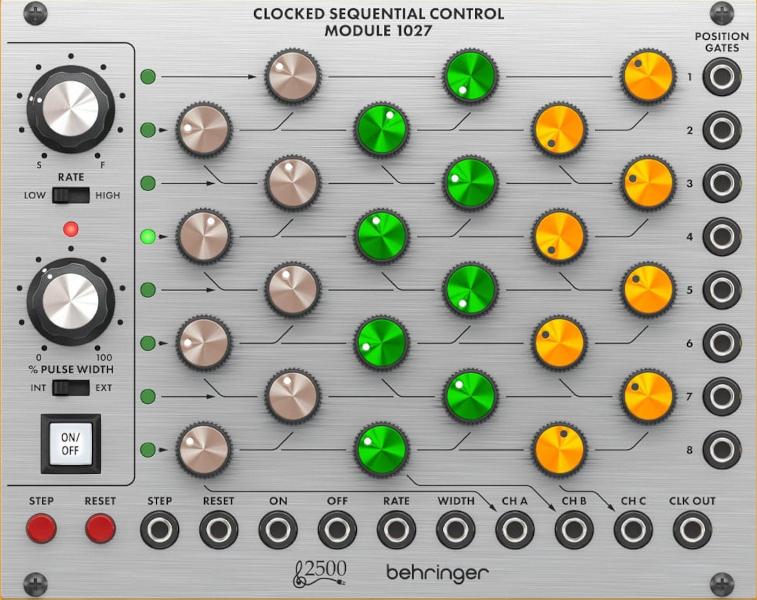 CLOCKED SEQUENTIAL CONTROL
MODULE 1027
POSITION
GATES
1
2
3
4
5
6
7
8
S F
RATE
LOW HIGH
0 100
% PULSE WIDTH
INT EXT
ON/
OFF
STEP RESET STEP RESET ON OFF RATE WIDTH CH A CH B CH C CLK OUT
2500 behringer